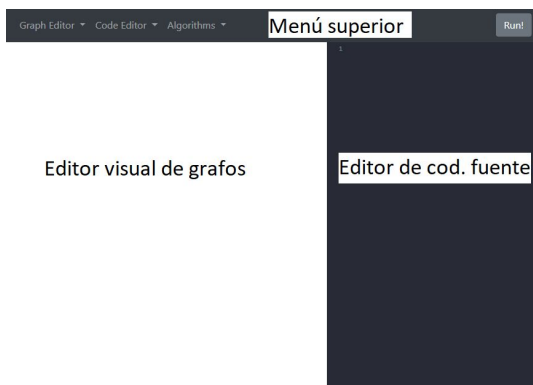 Graph Editor Code Editor Algorithms Menú superior Run!
1
Editor visual de grafos Editor de cod. fuente